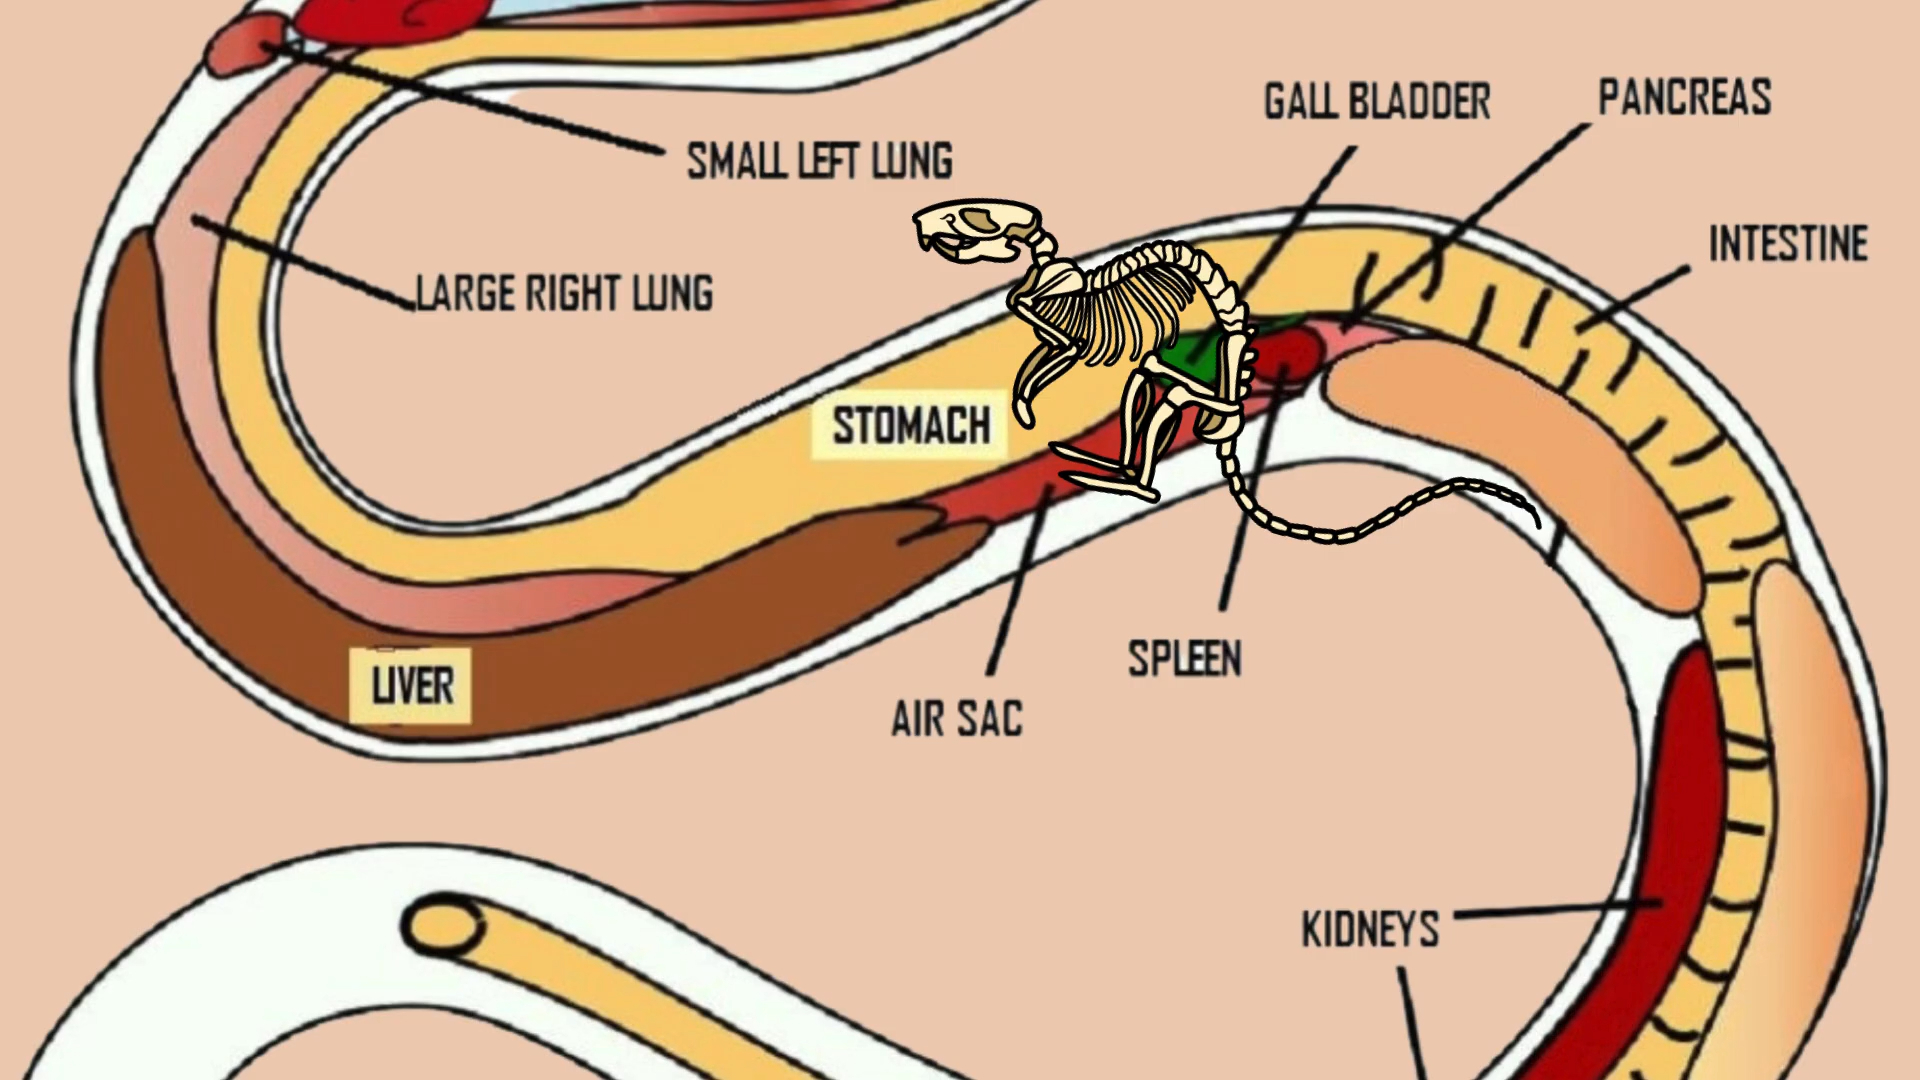 GALL BLADDER
PANCREAS
SMALL LEFT LUNG
INTESTINE
LARGE RIGHT LUNG
STOMACH
SPLEEN
LIVER
AIR SAC
KIDNEYS